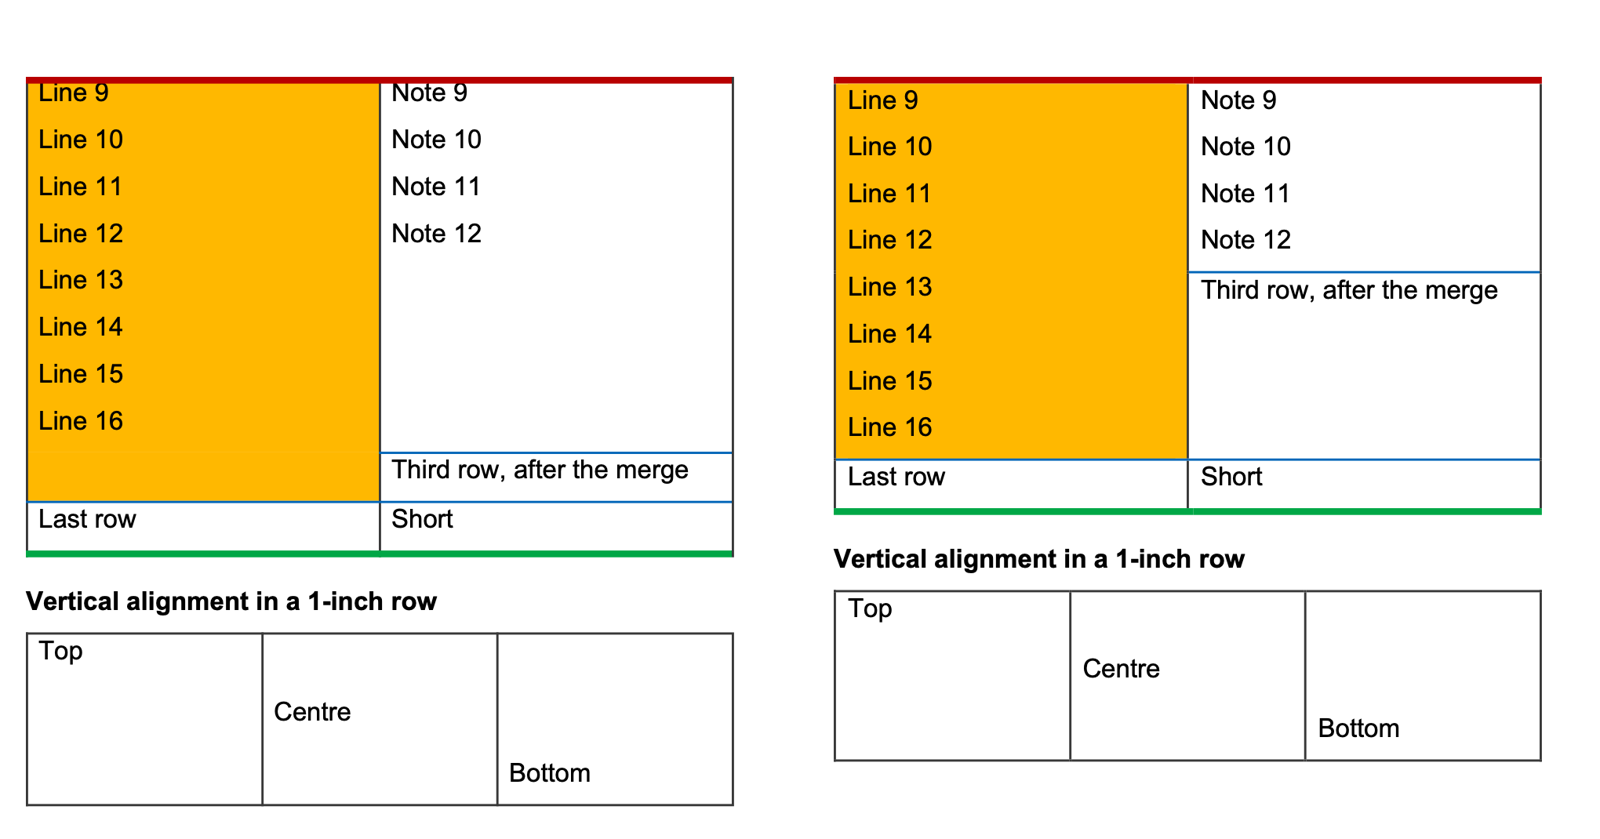 Line 9
Note 9
Line 10
Note 10
Line 11
Note 11
Line 12
Note 12
Line 13
Line 14
Line 15
Line 16
Third row, after the merge
Last row
Short
Vertical alignment in a 1-inch row
Top
Centre
Bottom
Line 9
Note 9
Line 10
Note 10
Line 11
Note 11
Line 12
Note 12
Line 13
Third row, after the merge
Line 14
Line 15
Line 16
Last row
Short
Vertical alignment in a 1-inch row
Top
Centre
Bottom